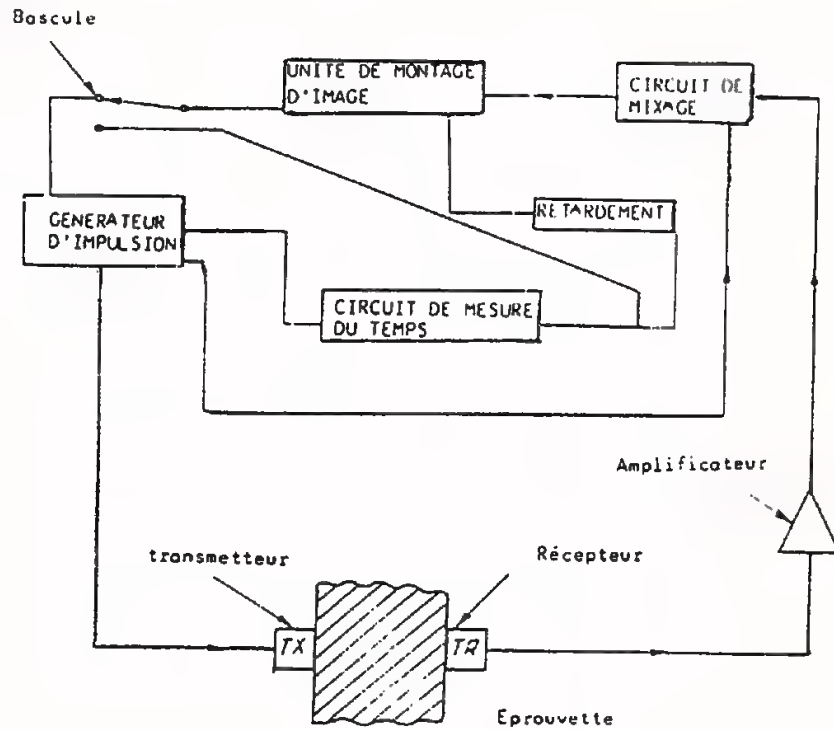 Bascule
UNITE DE MONTAGE
D'IMAGE
CIRCUIT DE
MIXAGE
GENERATEUR
D'IMPULSION
RETARDEMENT
CIRCUIT DE MESURE
DU TEMPS
Amplificateur
transmetteur
Récepteur
TX
TR
Eprouvette